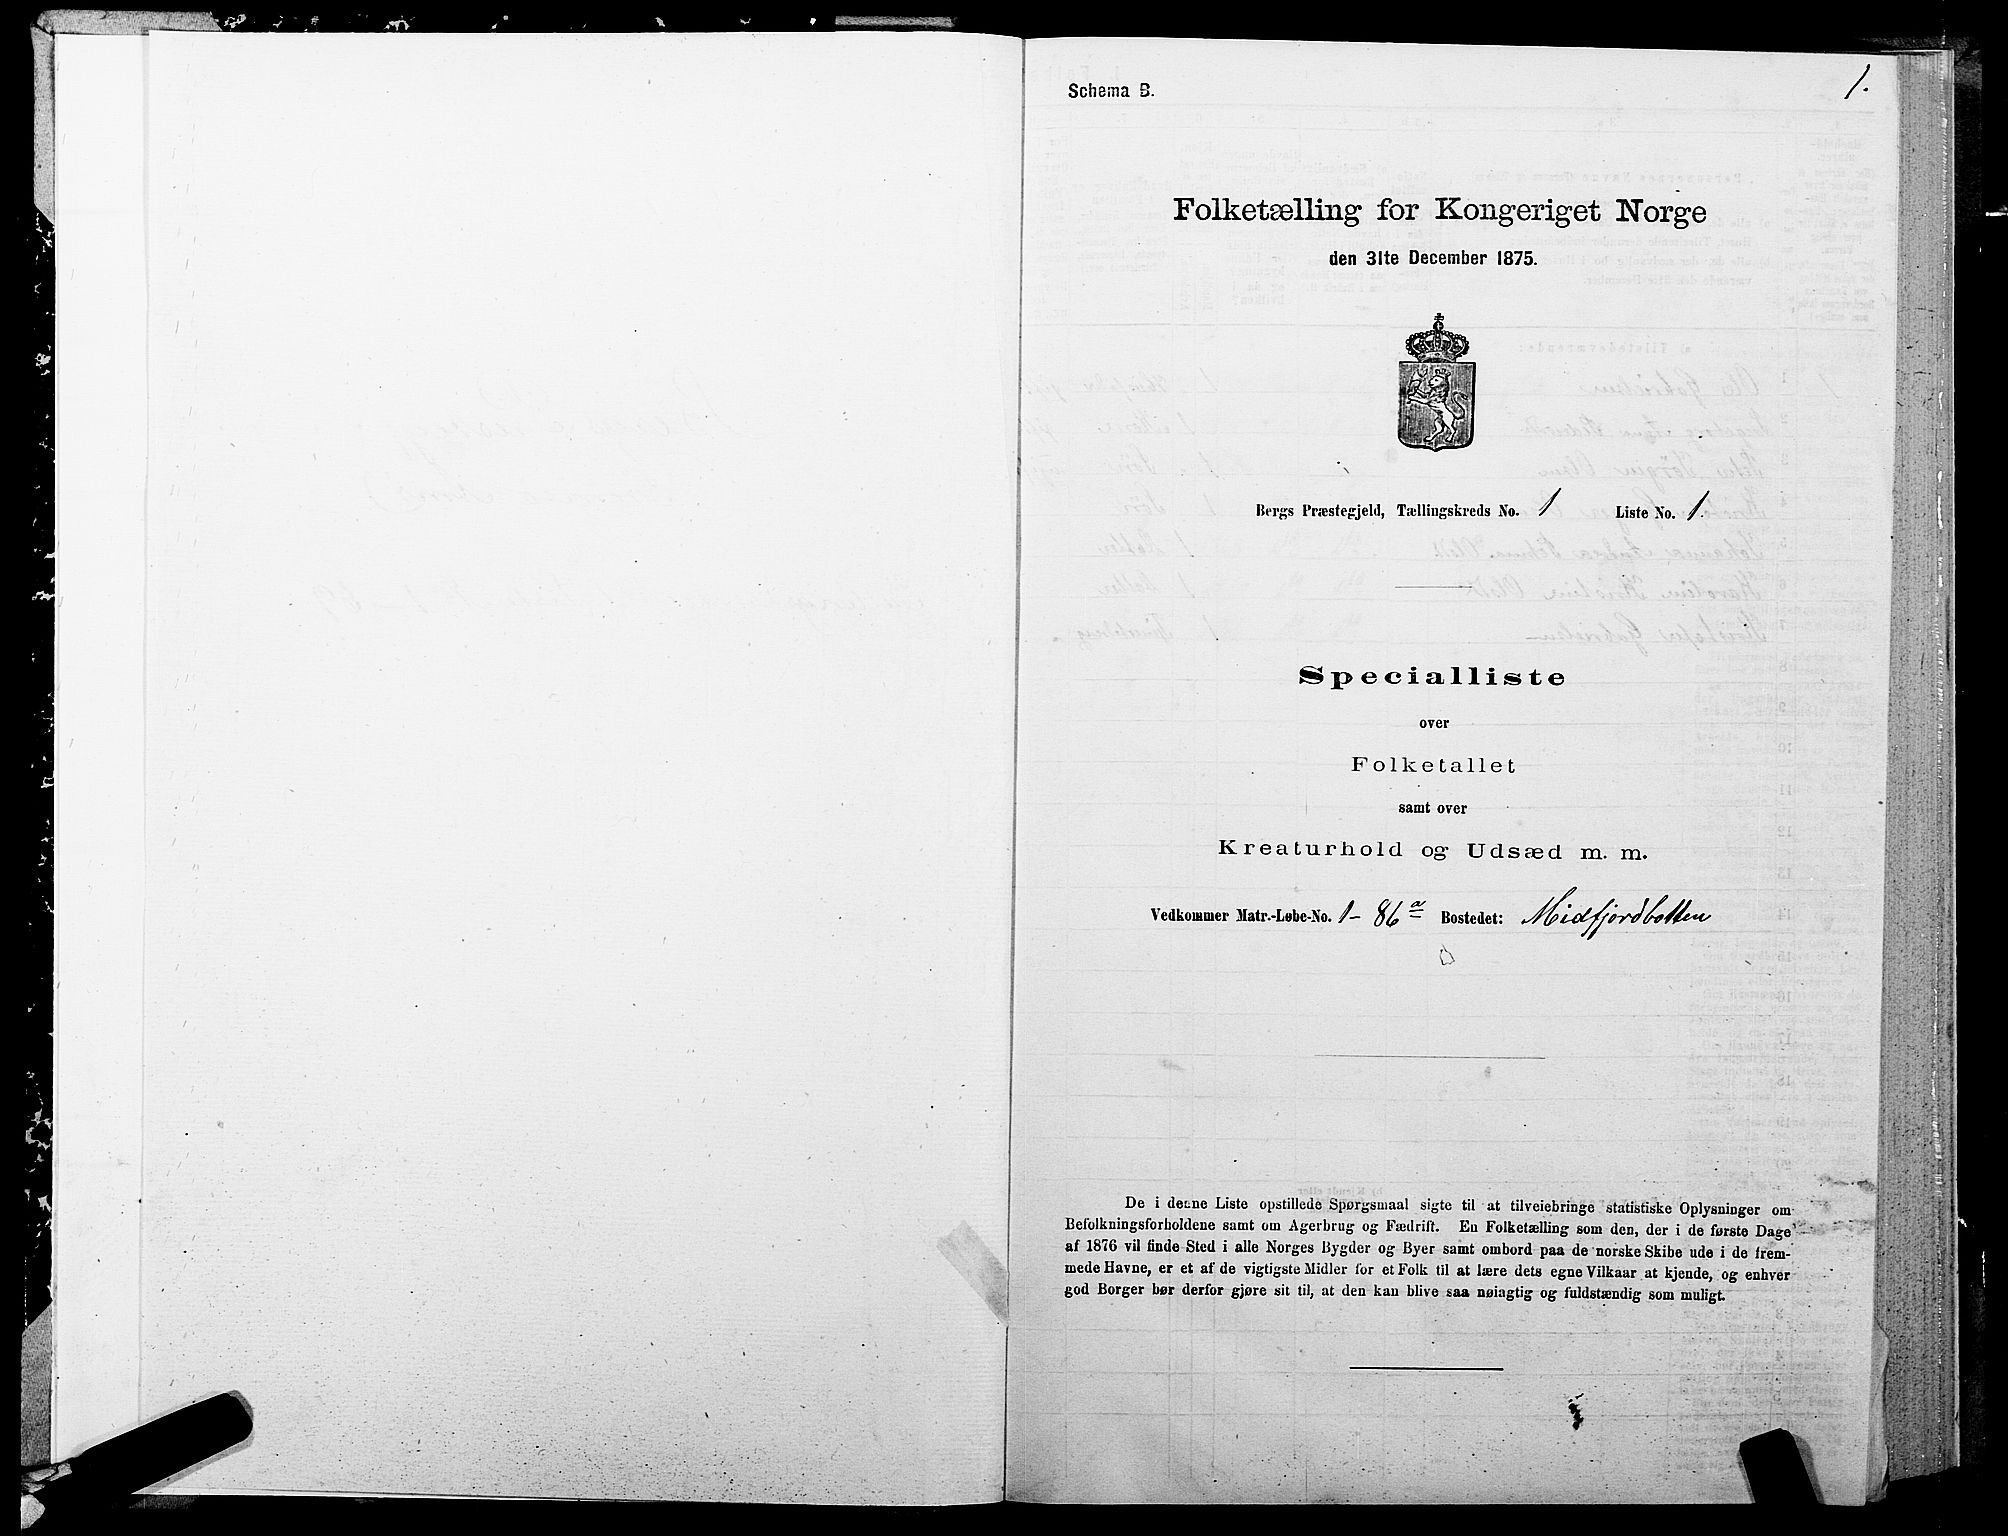 1.
Schema B.
Folketælling for Kongeriget Norge
den 31te December 1875.
Bergs Præstegjeld, Tællingskreds No. 1 Liste No. 1.
Specialliste
over
Folketallet
samt over
Kreaturhold og Udsæd m. m.
Vedkommer Matr.-Løbe-No. 1 - 86 a Bostedet: Midfjordbotten
De i denne Liste opstillede Spørgsmaal sigte til at tilveiebringe statistiske Oplysninger om
Befolkningsforholdene samt om Agerbrug og Fædrift. En Folketælling som den, der i de første Dage
af 1876 vil finde Sted i alle Norges Bygder og Byer samt ombord paa de norske Skibe ude i de frem-
mede Havne, er et af de vigtigste Midler for et Folk til at lære dets egne Vilkaar at kjende, og enhver
god Borger bør derfor gjøre sit til, at den kan blive saa nøiagtig og fuldstændig som muligt.